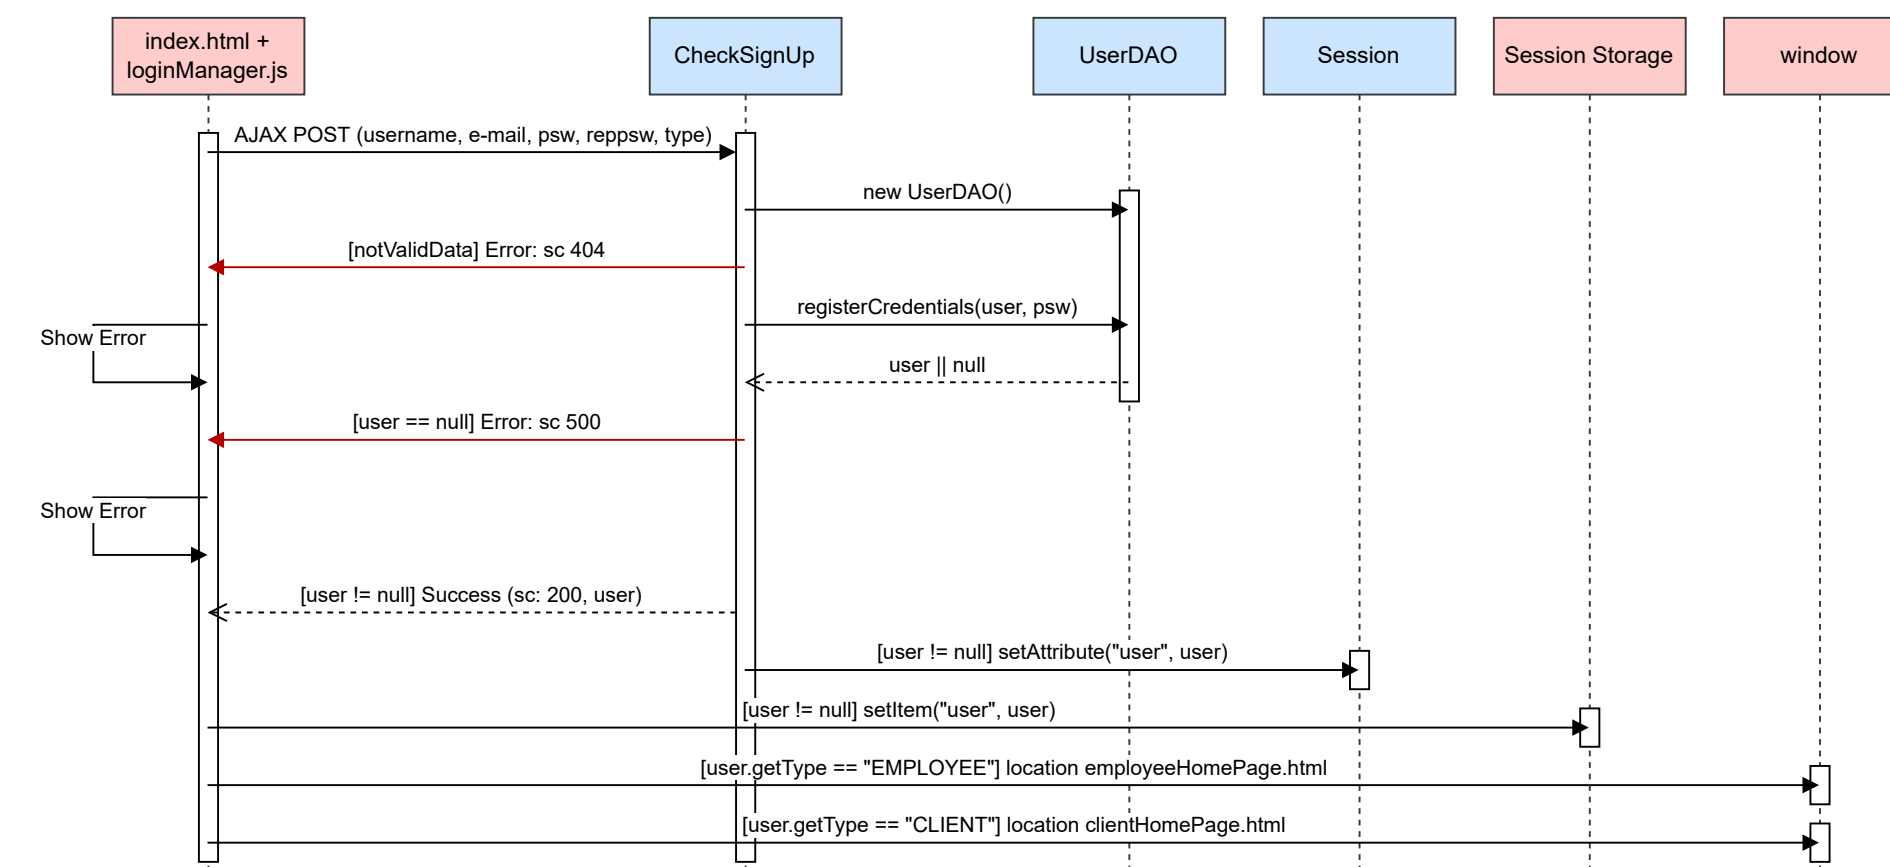 index.html +
loginManager.js
CheckSignUp
UserDAO
Session
Session Storage
window
AJAX POST (username, e-mail, psw, reppsw, type)
new UserDAO()
[notValidData] Error: sc 404
registerCredentials(user, psw)
Show Error
user || null
[user == null] Error: sc 500
Show Error
[user != null] Success (sc: 200, user)
[user != null] setAttribute("user", user)
[user != null] setItem("user", user)
[user.getType == "EMPLOYEE"] location employeeHomePage.html
[user.getType == "CLIENT"] location clientHomePage.html